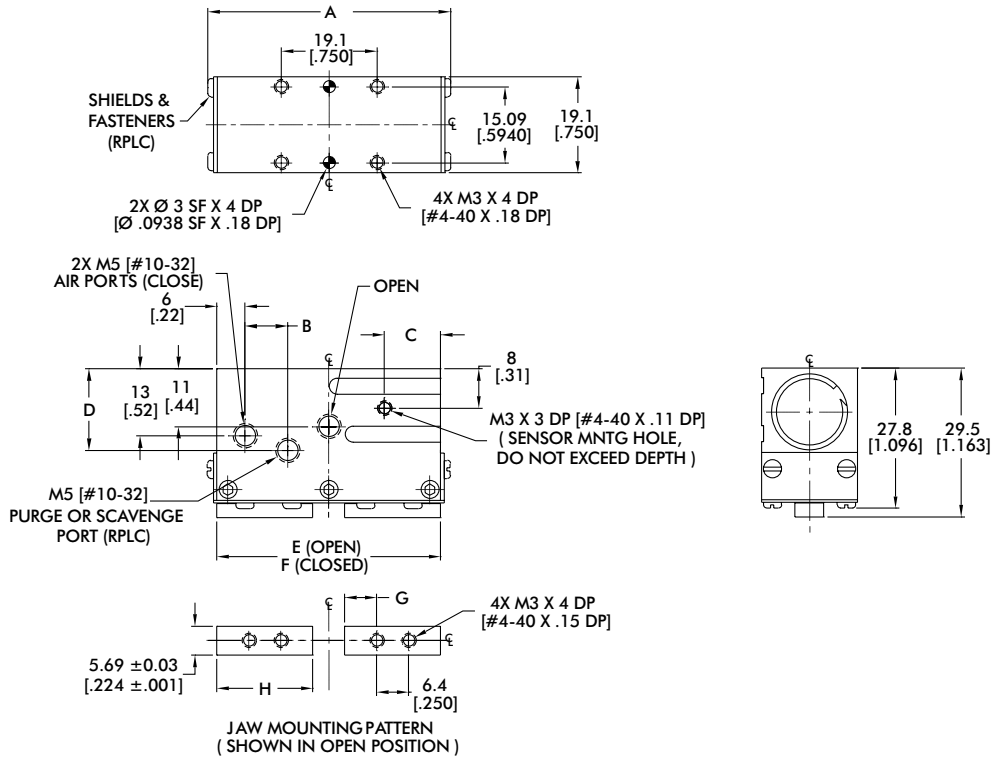 A
19.1
[.750]
SHIELDS &
FASTENERS
(RPLC)
15.09
[.5940]
19.1
[.750]
℄
℄
2X Ø 3 SF X 4 DP
[Ø .0938 SF X .18 DP]
4X M3 X 4 DP
[#4-40 X .18 DP]
2X M5 [#10-32]
AIR PORTS (CLOSE)
6
[.22]
B
OPEN
C
℄
8
[.31]
D
13
[.52]
11
[.44]
M3 X 3 DP [#4-40 X .11 DP]
( SENSOR MNTG HOLE,
DO NOT EXCEED DEPTH )
M5 [#10-32]
PURGE OR SCAVENGE
PORT (RPLC)
E (OPEN)
F (CLOSED)
℄
27.8
[1.096]
29.5
[1.163]
℄
G
4X M3 X 4 DP
[#4-40 X .15 DP]
℄
5.69 ±0.03
[.224 ±.001]
H
6.4
[.250]
JAW MOUNTING PATTERN
( SHOWN IN OPEN POSITION )